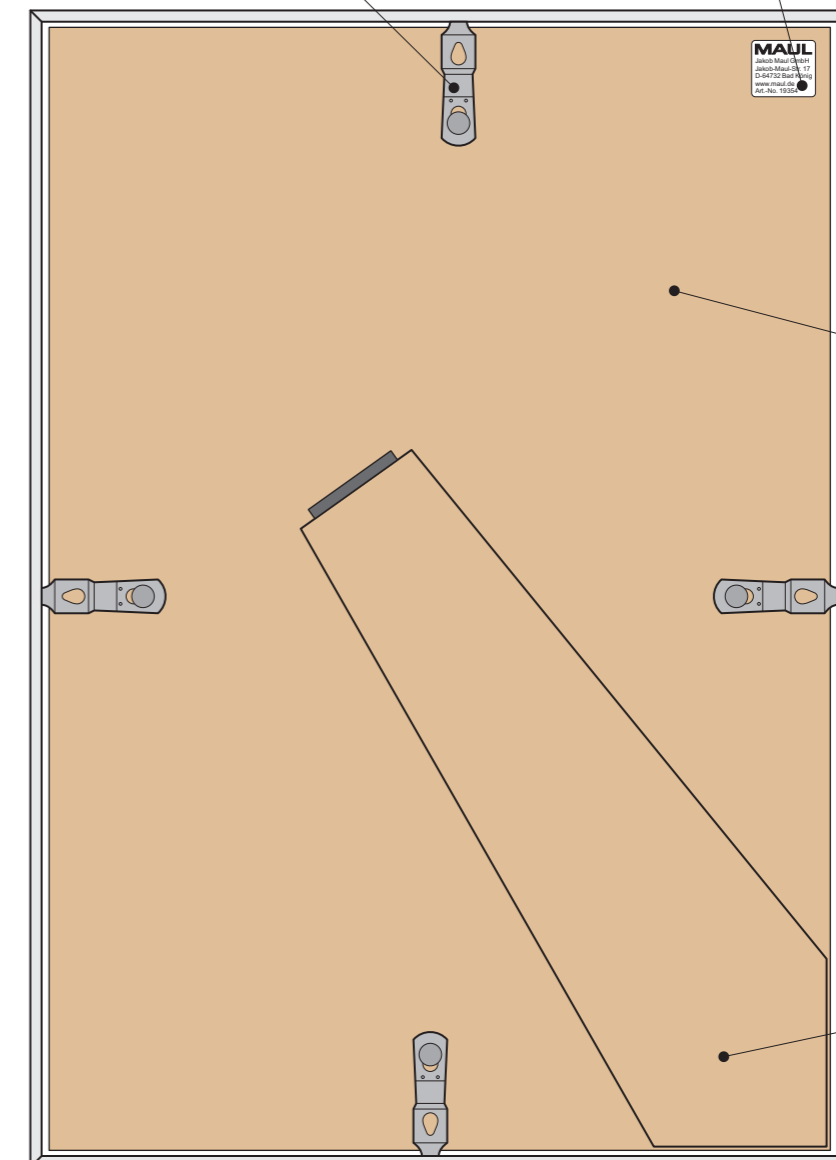 MAUL
Jakob Maul GmbH
Jakob-Maul-Str. 17
D-64732 Bad König
www.maul.de
Art.-No. 19354